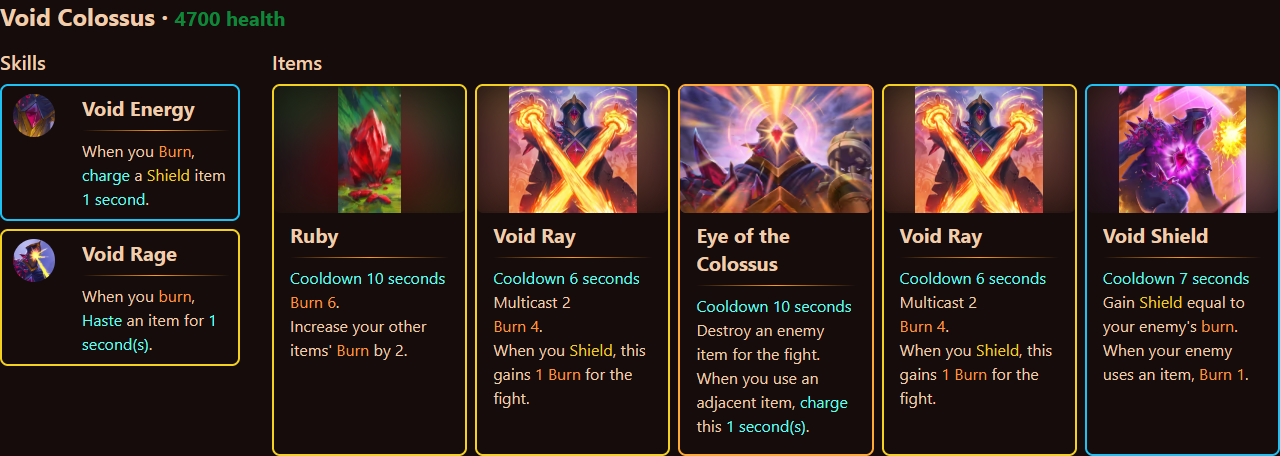 Void Colossus · 4700 health
Skills
Void Energy
When you Burn,
charge a Shield item
1 second.
Void Rage
When you burn,
Haste an item for 1
second(s).
Items
Ruby
Cooldown 10 seconds
Burn 6.
Increase your other
items' Burn by 2.
Void Ray
Cooldown 6 seconds
Multicast 2
Burn 4.
When you Shield, this
gains 1 Burn for the
fight.
Eye of the
Colossus
Cooldown 10 seconds
Destroy an enemy
item for the fight.
When you use an
adjacent item, charge
this 1 second(s).
Void Ray
Cooldown 6 seconds
Multicast 2
Burn 4.
When you Shield, this
gains 1 Burn for the
fight.
Void Shield
Cooldown 7 seconds
Gain Shield equal to
your enemy's burn.
When your enemy
uses an item, Burn 1.